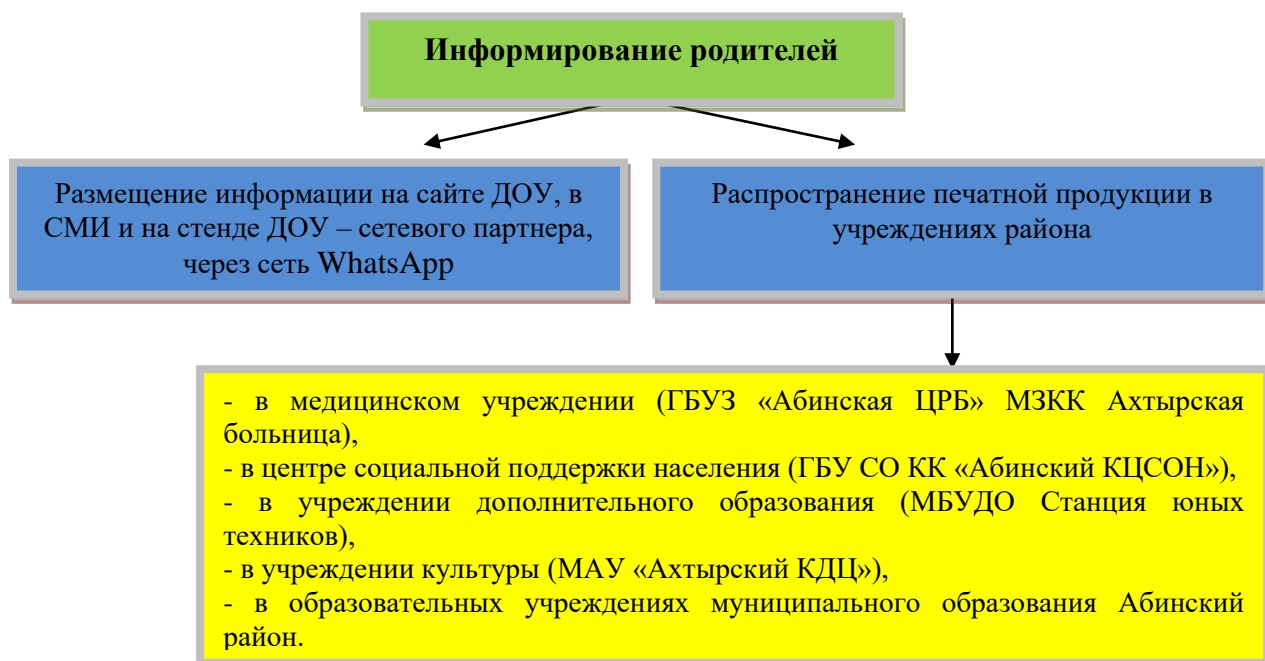 Информирование родителей
Размещение информации на сайте ДОУ, в
СМИ и на стенде ДОУ – сетевого партнера,
через сеть WhatsApp
Распространение печатной продукции в
учреждениях района
- в медицинском учреждении (ГБУЗ «Абинская ЦРБ» МЗКК Ахтырская
больница),
- в центре социальной поддержки населения (ГБУ СО КК «Абинский КЦСОН»),
- в учреждении дополнительного образования (МБУДО Станция юных
техников),
- в учреждении культуры (МАУ «Ахтырский КДЦ»),
- в образовательных учреждениях муниципального образования Абинский
район.